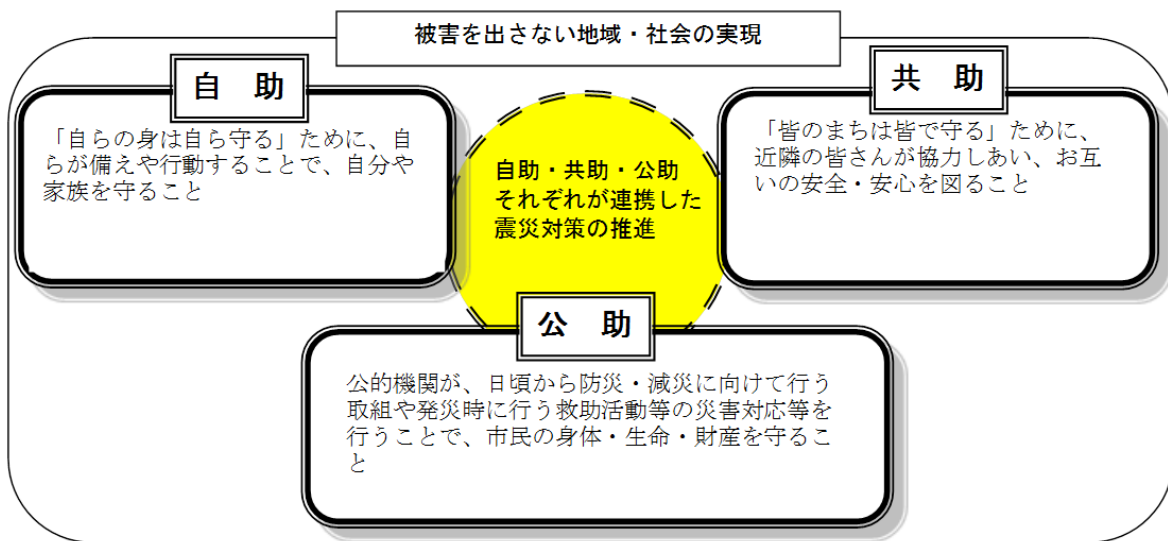 被害を出さない地域・社会の実現
自　助
「自らの身は自ら守る」ために、自
らが備えや行動することで、自分や
家族を守ること
共　助
「皆のまちは皆で守る」ために、
近隣の皆さんが協力しあい、お互
いの安全・安心を図ること
自助・共助・公助
それぞれが連携した
震災対策の推進
公　助
公的機関が、日頃から防災・減災に向けて行う
取組や発災時に行う救助活動等の災害対応等を
行うことで、市民の身体・生命・財産を守るこ
と